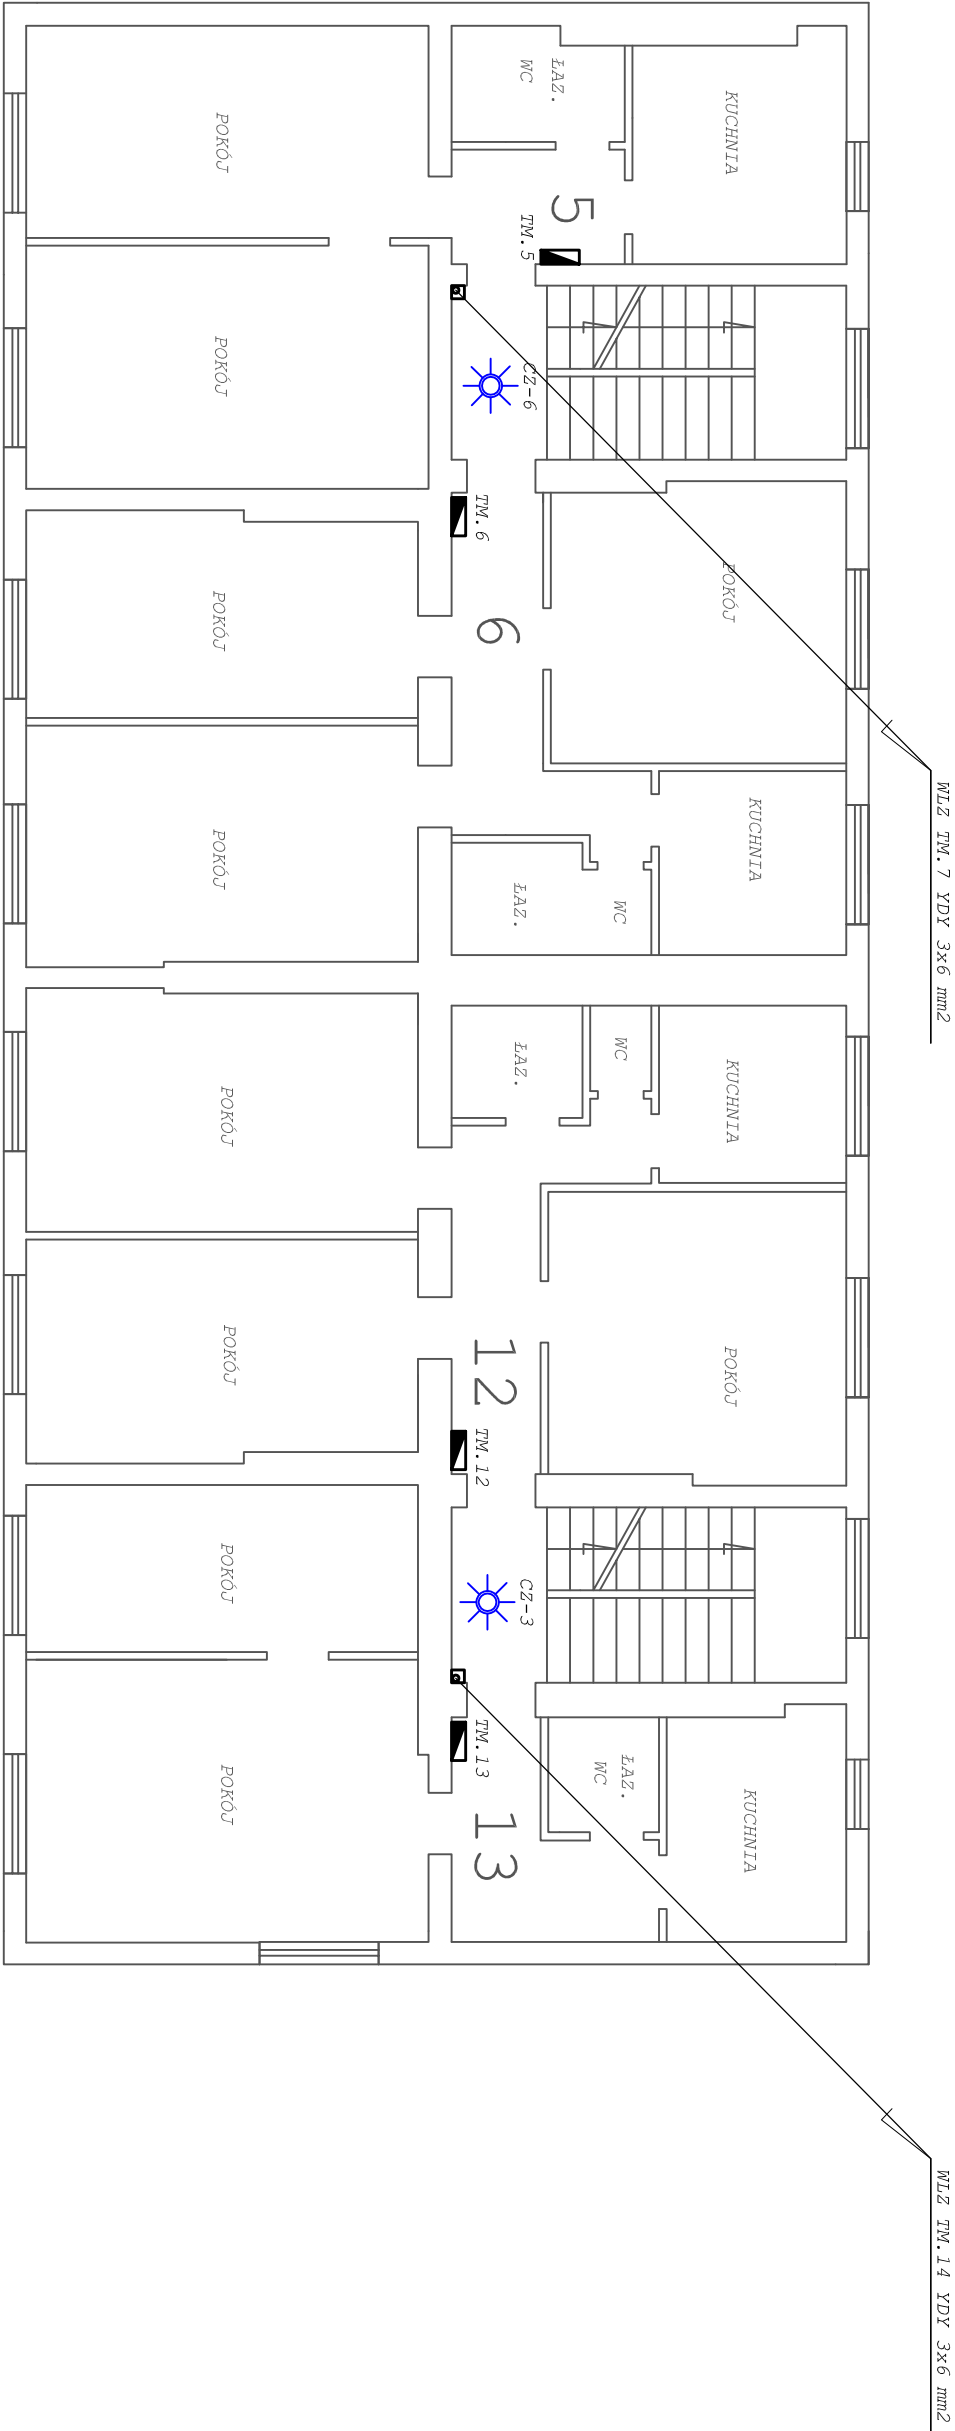 WLZ TM.7 YDY 3x6 mm2
WLZ TM.14 YDY 3x6 mm2
KUCHNIA
POKÓJ
KUCHNIA
KUCHNIA
POKÓJ
KUCHNIA
ŁAZ.
WC
WC
WC
ŁAZ.
WC
5
TM.5
CZ-6
TM.6
6
ŁAZ.
ŁAZ.
12
TM.12
CZ-3
TM.13
13
POKÓJ
POKÓJ
POKÓJ
POKÓJ
POKÓJ
POKÓJ
POKÓJ
POKÓJ